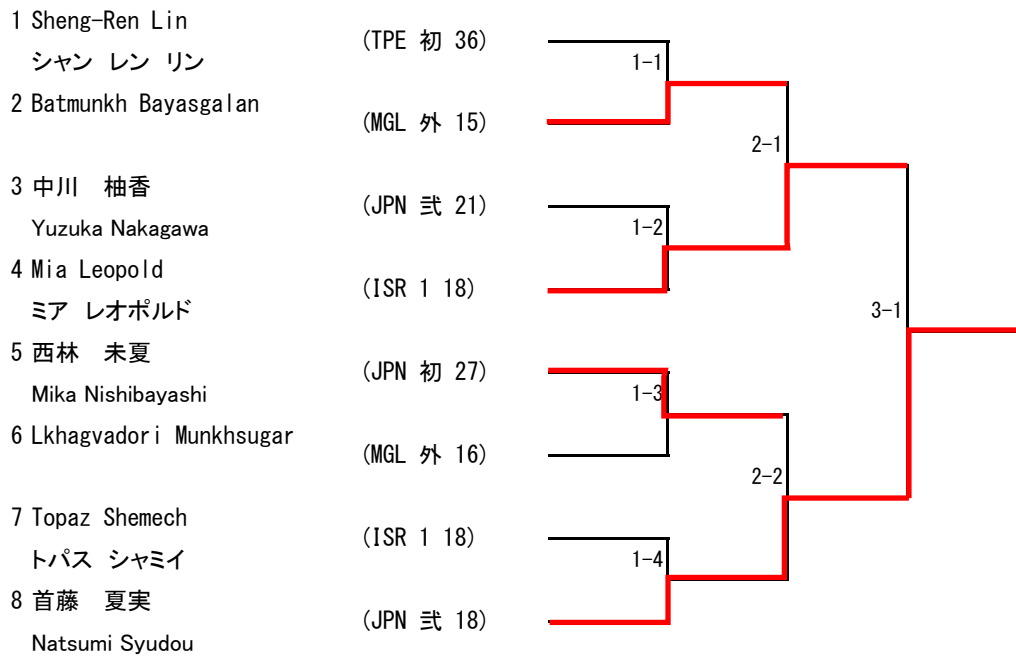 1 Sheng-Ren Lin (TPE 初 36)
シャン レン リン
1-1
2 Batmunkh Bayasgalan (MGL 外 15)
2-1
3 中川 柚香 (JPN 弐 21)
Yuzuka Nakagawa
1-2
4 Mia Leopold (ISR 1 18)
ミア レオポルド
3-1
5 西林 未夏 (JPN 初 27)
Mika Nishibayashi
1-3
6 Lkhagvadori Munkhsugar (MGL 外 16)
2-2
7 Topaz Shemech (ISR 1 18)
トパス シャミイ
1-4
8 首藤 夏実 (JPN 弐 18)
Natsumi Syudou